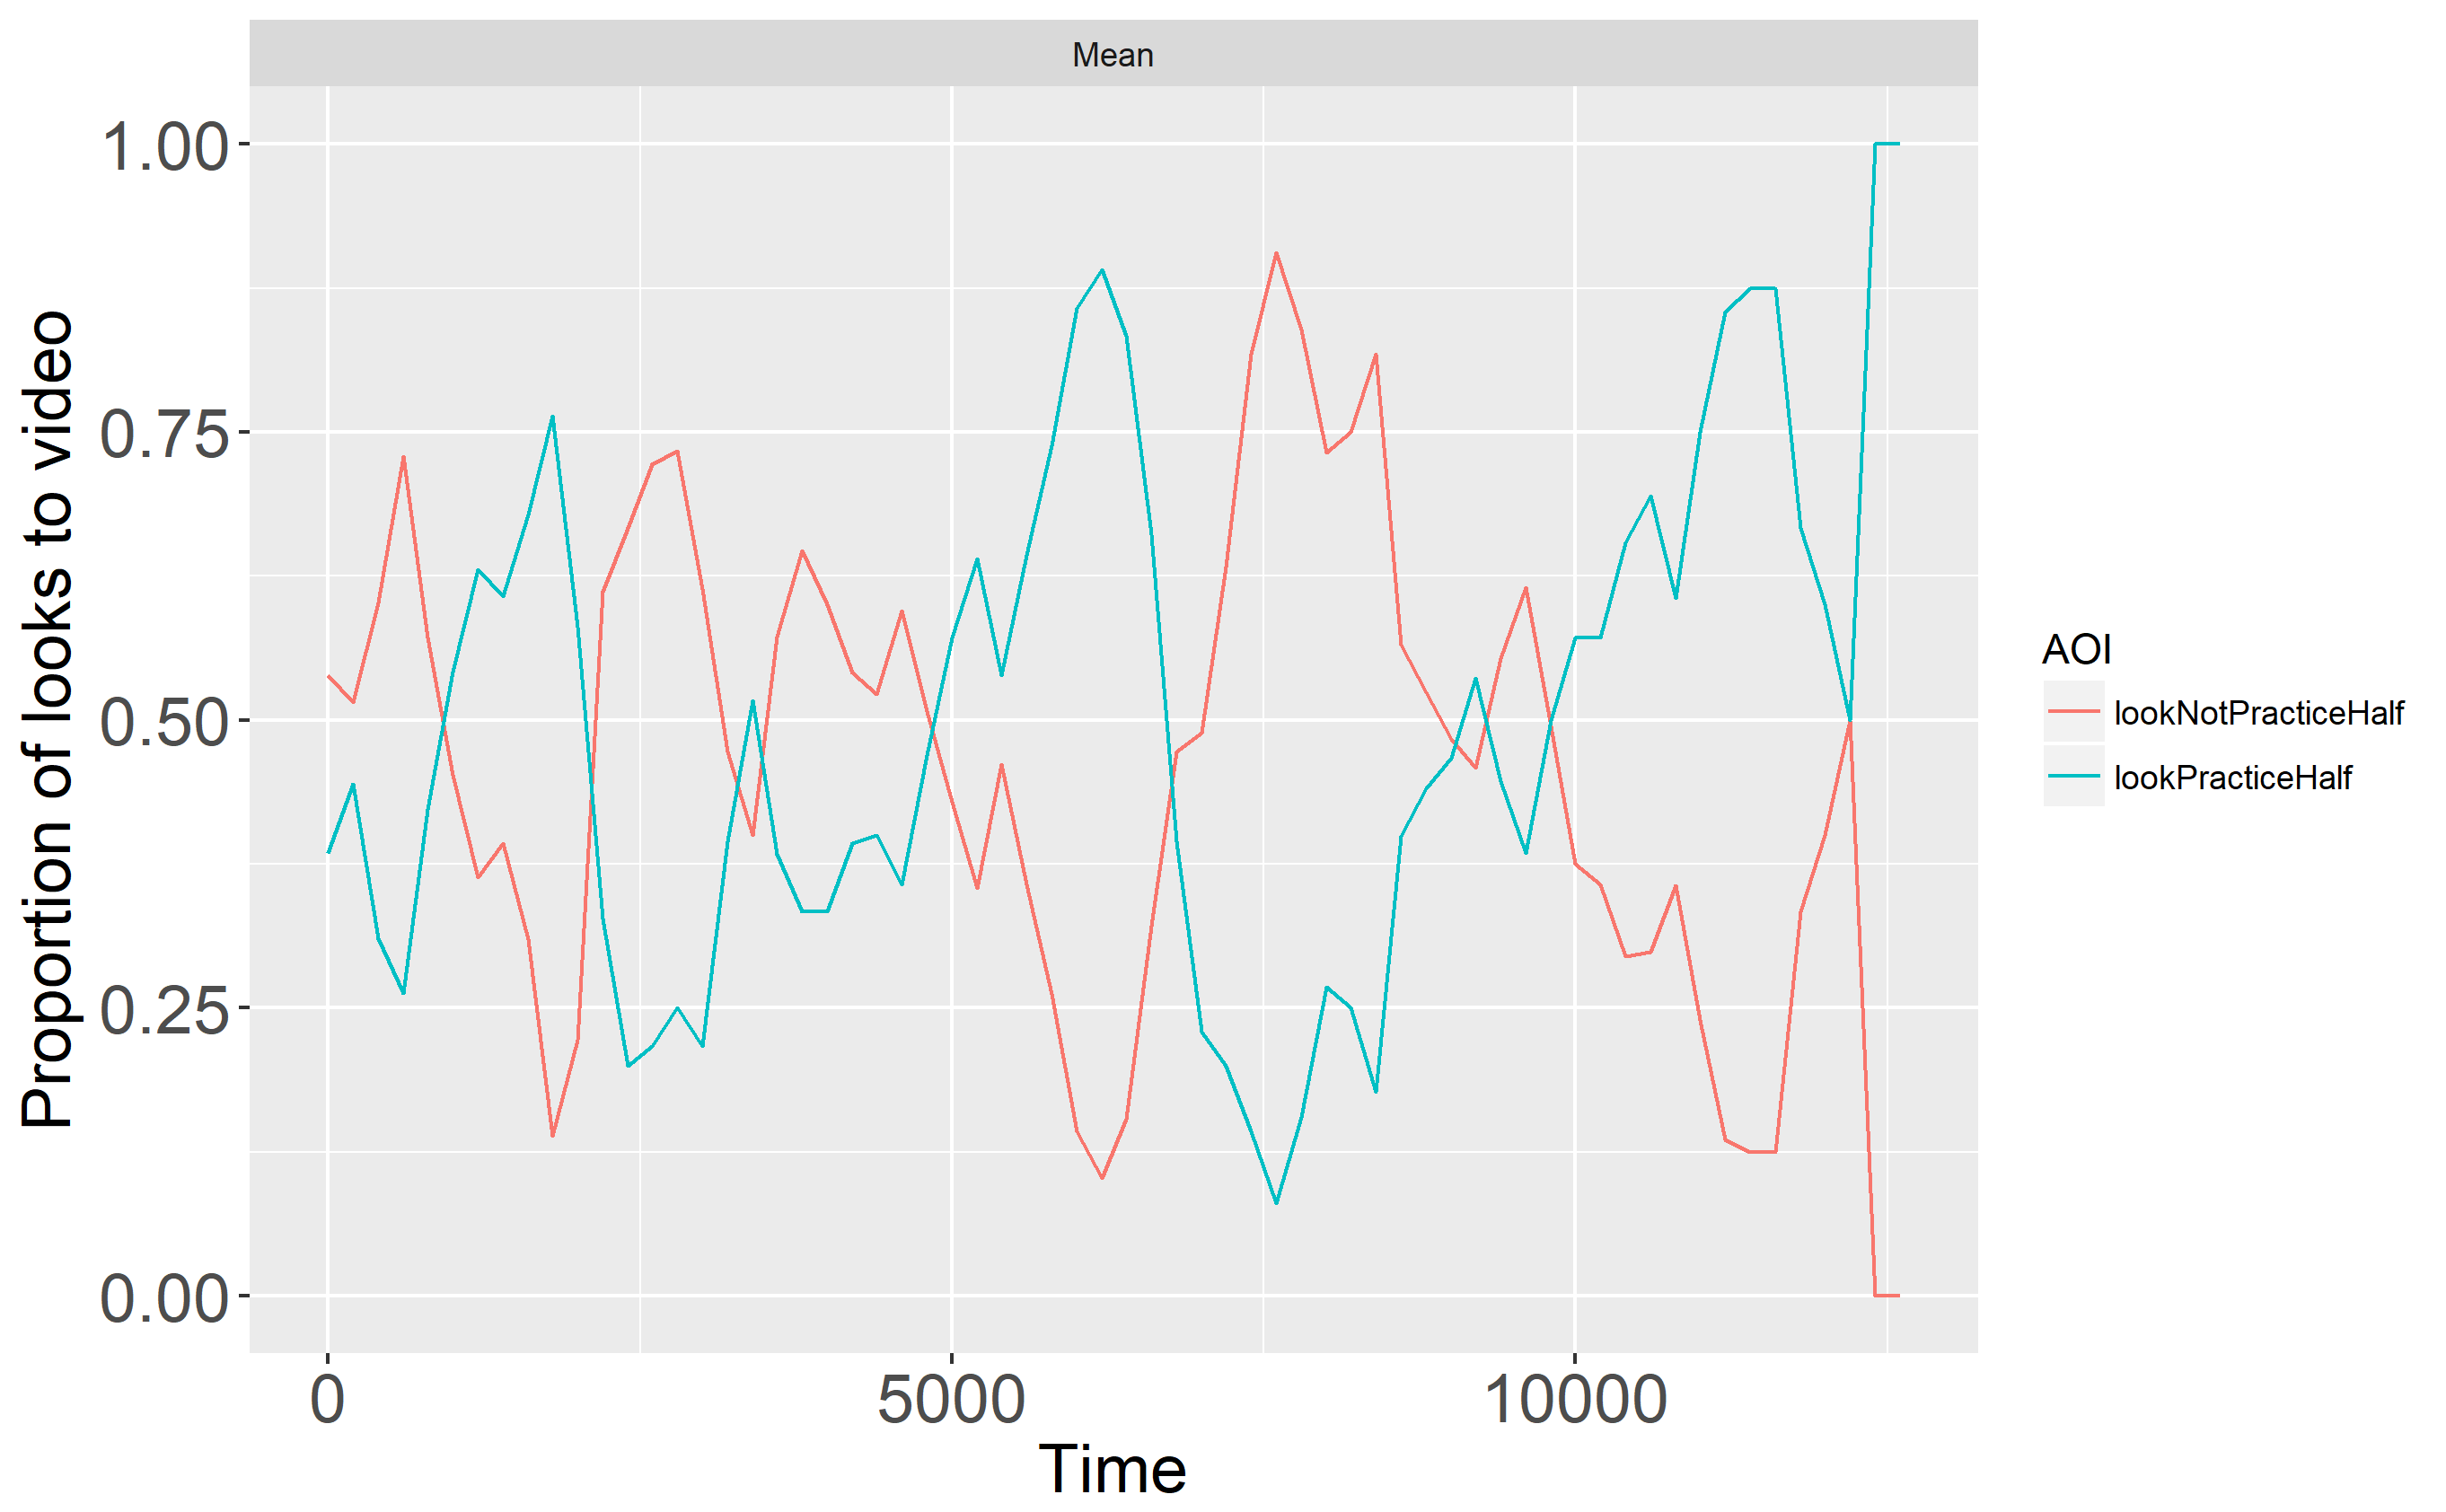 Mean
Proportion of looks to video
1.00
0.75
0.50
0.25
0.00
0 5000 10000
Time
AOI
lookNotPracticeHalf
lookPracticeHalf